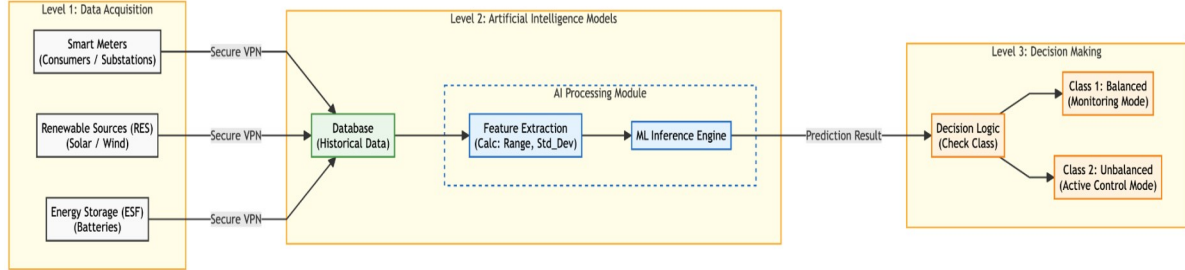 Level 1: Data Acquisition
Smart Meters
(Consumers / Substations)
Secure VPN
Renewable Sources (RES)
(Solar / Wind)
Secure VPN
Energy Storage (ESF)
(Batteries)
Secure VPN
Level 2: Artificial Intelligence Models
Database
(Historical Data)
AI Processing Module
Feature Extraction
(Calc: Range, Std_Dev)
ML Inference Engine
Prediction Result
Level 3: Decision Making
Decision Logic
(Check Class)
Class 1: Balanced
(Monitoring Mode)
Class 2: Unbalanced
(Active Control Mode)